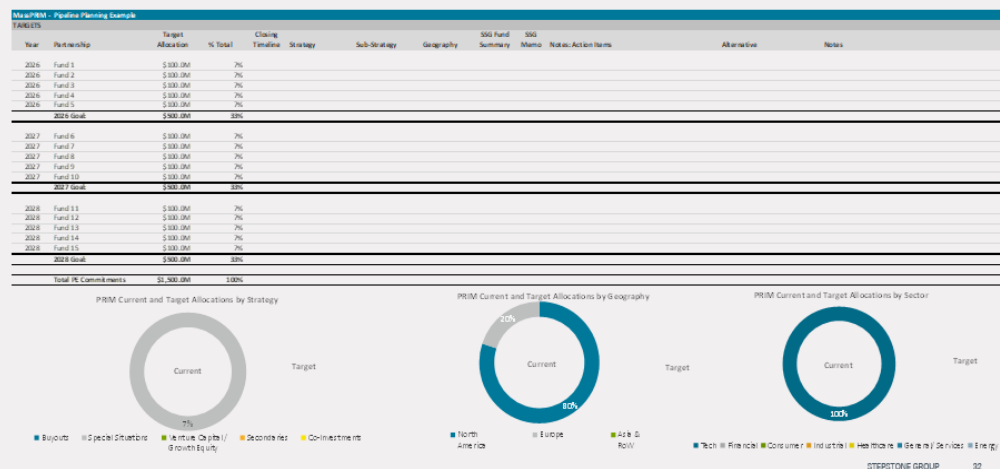 MassPRIM - Pipeline Planning Example
TARGETS
Target Closing SSG Fund SSG
Year Partnership Allocation % Total Timeline Strategy Sub-Strategy Geography Summary Memo Notes: Action Items Alternative Notes
2026 Fund 1 $100.0M 7%
2026 Fund 2 $100.0M 7%
2026 Fund 3 $100.0M 7%
2026 Fund 4 $100.0M 7%
2026 Fund 5 $100.0M 7%
2026 Goal: $500.0M 33%
2027 Fund 6 $100.0M 7%
2027 Fund 7 $100.0M 7%
2027 Fund 8 $100.0M 7%
2027 Fund 9 $100.0M 7%
2027 Fund 10 $100.0M 7%
2027 Goal: $500.0M 33%
2028 Fund 11 $100.0M 7%
2028 Fund 12 $100.0M 7%
2028 Fund 13 $100.0M 7%
2028 Fund 14 $100.0M 7%
2028 Fund 15 $100.0M 7%
2028 Goal: $500.0M 33%
Total PE Commitments $1,500.0M 100%
PRIM Current and Target Allocations by Strategy
Current
Target
7%
Buyouts Special Situations Venture Capital / Growth Equity Secondaries Co-Investments
PRIM Current and Target Allocations by Geography
20%
Current
Target
80%
North America Europe Asia & RoW
PRIM Current and Target Allocations by Sector
Current
Target
100%
Tech Financial Consumer Industrial Healthcare General / Services Energy
STEPSTONE GROUP 32